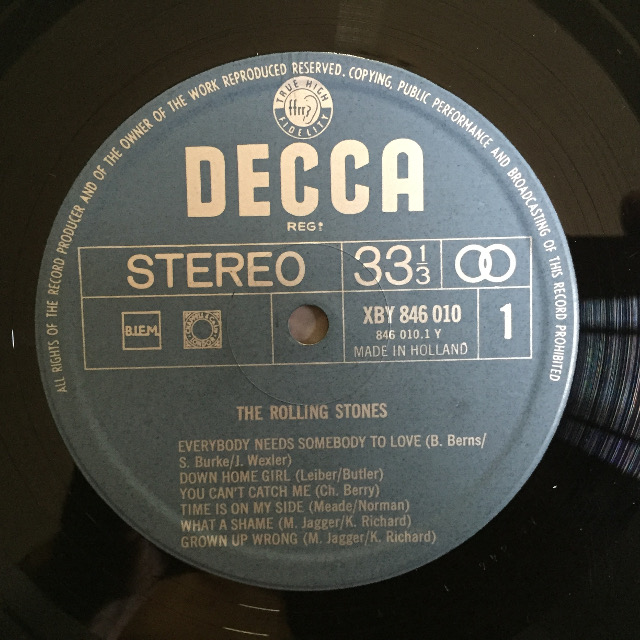 ALL RIGHTS OF THE RECORD PRODUCER AND OF THE OWNER OF THE WORK REPRODUCED RESERVED. COPYING, PUBLIC PERFORMANCE AND BROADCASTING OF THIS RECORD PROHIBITED
TRUE HIGH
ffrr
FIDELITY
DECCA
REGD
STEREO
33 1/3
XBY 846 010
846 010.1 Y
MADE IN HOLLAND
1
BIEM
THE ROLLING STONES
EVERYBODY NEEDS SOMEBODY TO LOVE (B. Berns/
S. Burke/J. Wexler)
DOWN HOME GIRL (Leiber/Butler)
YOU CAN'T CATCH ME (Ch. Berry)
TIME IS ON MY SIDE (Meade/Norman)
WHAT A SHAME (M. Jagger/K. Richard)
GROWN UP WRONG (M. Jagger/K. Richard)